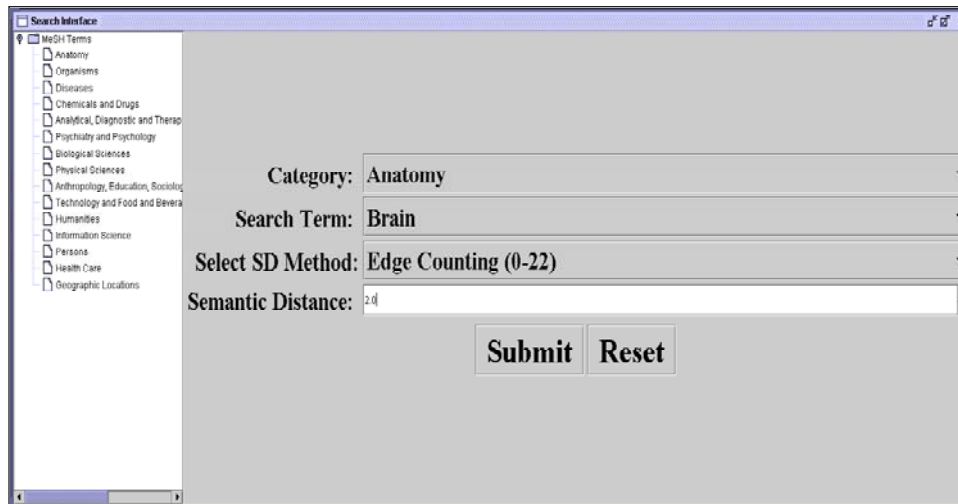 Search Interface
MeSH Terms
Anatomy
Organisms
Diseases
Chemicals and Drugs
Analytical, Diagnostic and Therap
Psychiatry and Psychology
Biological Sciences
Physical Sciences
Anthropology, Education, Sociolog
Technology and Food and Bevera
Humanities
Information Science
Persons
Health Care
Geographic Locations
Category: Anatomy
Search Term: Brain
Select SD Method: Edge Counting (0-22)
Semantic Distance: 2.0
Submit Reset